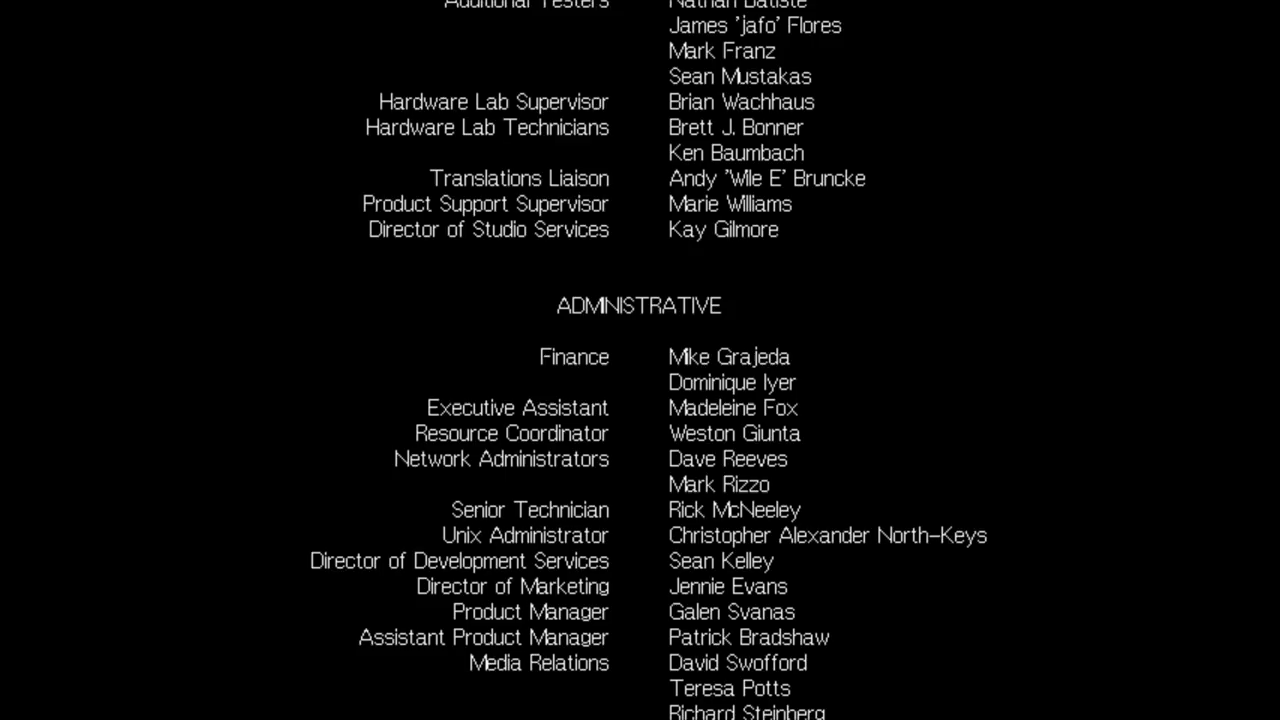 Additional Testers Nathan Batiste
James 'jafo' Flores
Mark Franz
Sean Mustakas
Hardware Lab Supervisor Brian Wachhaus
Hardware Lab Technicians Brett J. Bonner
Ken Baumbach
Translations Liaison Andy 'Wile E' Bruncke
Product Support Supervisor Marie Williams
Director of Studio Services Kay Gilmore
ADMINISTRATIVE
Finance Mike Grajeda
Dominique Iyer
Executive Assistant Madeleine Fox
Resource Coordinator Weston Giunta
Network Administrators Dave Reeves
Mark Rizzo
Senior Technician Rick McNeeley
Unix Administrator Christopher Alexander North-Keys
Director of Development Services Sean Kelley
Director of Marketing Jennie Evans
Product Manager Galen Svanas
Assistant Product Manager Patrick Bradshaw
Media Relations David Swofford
Teresa Potts
Richard Steinberg